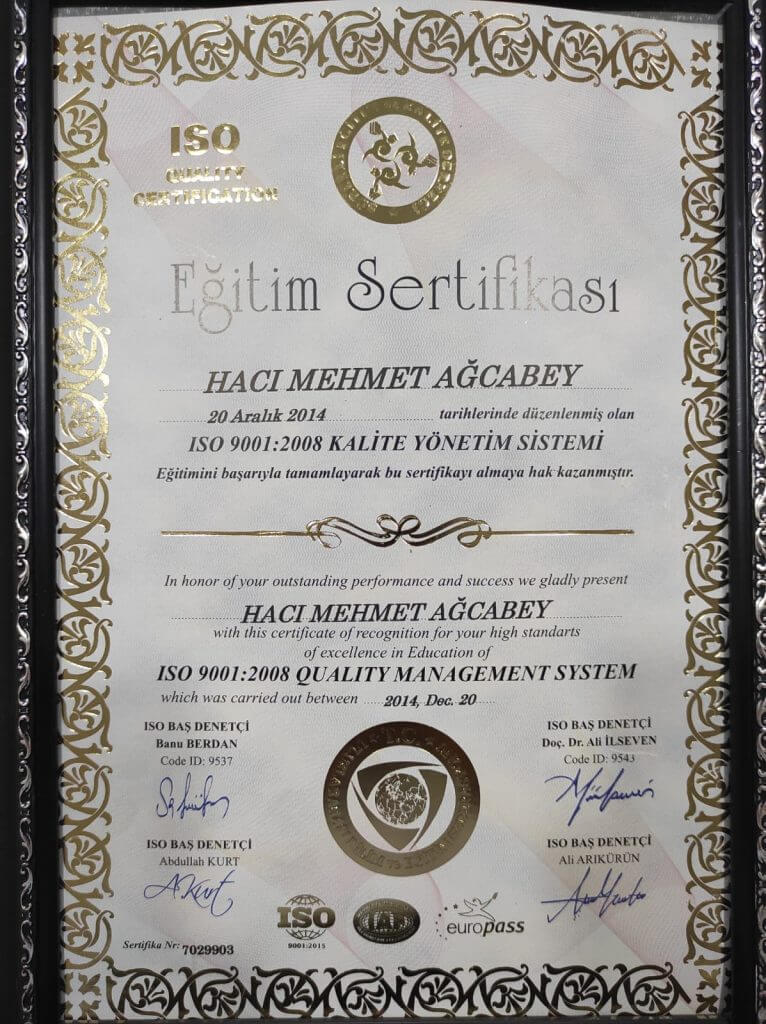 ISO
QUALITY
CERTIFICATION
Eğitim Sertifikası
HACI MEHMET AĞCABEY
20 Aralık 2014 tarihlerinde düzenlenmiş olan
ISO 9001:2008 KALİTE YÖNETİM SİSTEMİ
Eğitimini başarıyla tamamlayarak bu sertifikayı almaya hak kazanmıştır.
In honor of your outstanding performance and success we gladly present
HACI MEHMET AĞCABEY
with this certificate of recognition for your high standarts
of excellence in Education of
ISO 9001:2008 QUALITY MANAGEMENT SYSTEM
which was carried out between 2014, Dec. 20
ISO BAŞ DENETÇİ
Banu BERDAN
Code ID: 9537
ISO BAŞ DENETÇİ
Doç. Dr. Ali İLSEVEN
Code ID: 9543
T.C.
ISO BAŞ DENETÇİ
Abdullah KURT
A.Kurt
ISO BAŞ DENETÇİ
Ali ARIKÜRÜN
ISO
9001:2015
europass
Sertifika Nr: 7029903